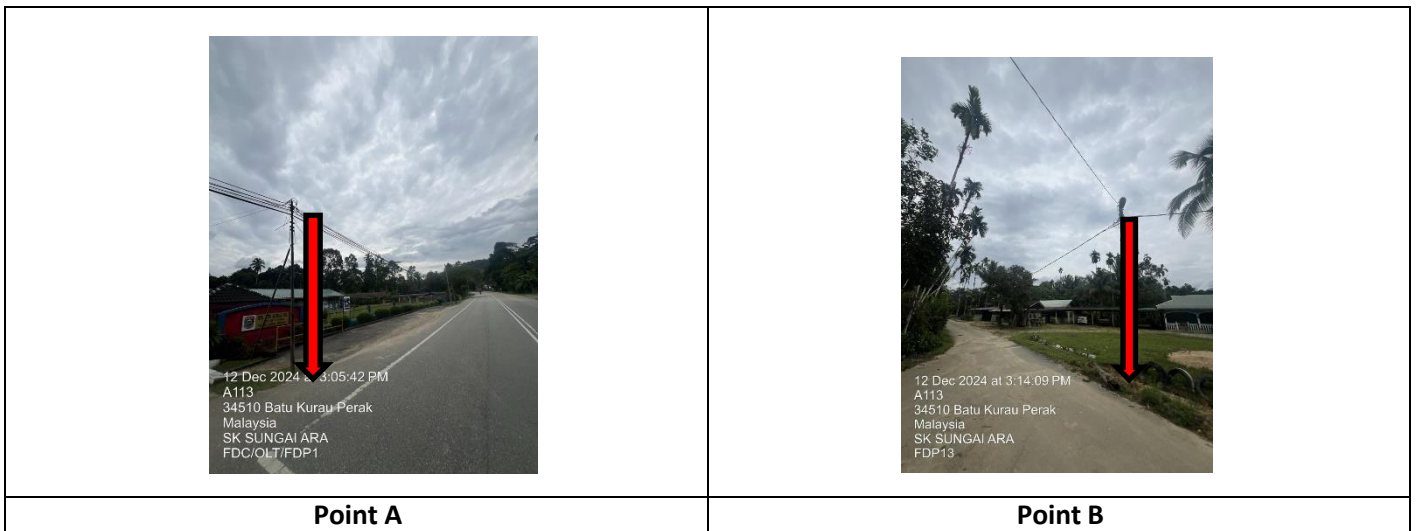 12 Dec 2024 at 3:05:42 PM
A113
34510 Batu Kurau Perak
Malaysia
SK SUNGAI ARA
FDC/OLT/FDP1
12 Dec 2024 at 3:14:09 PM
A113
34510 Batu Kurau Perak
Malaysia
SK SUNGAI ARA
FDP13
Point A
Point B